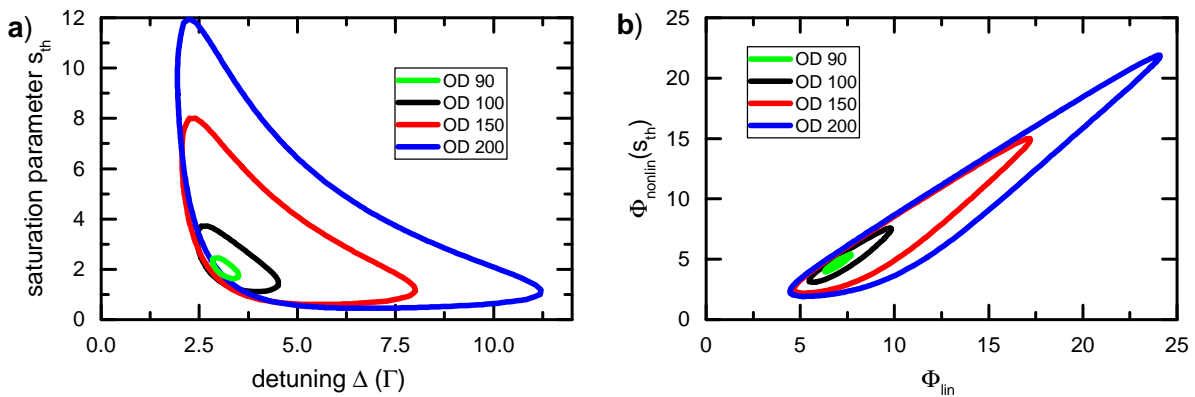 a)
saturation parameter s_th
12
10
8
6
4
2
0
0.0 2.5 5.0 7.5 10.0
detuning Δ (Γ)
OD 90
OD 100
OD 150
OD 200
b)
Φ_nonlin(s_th)
25
20
15
10
5
0
0 5 10 15 20 25
Φ_lin
OD 90
OD 100
OD 150
OD 200